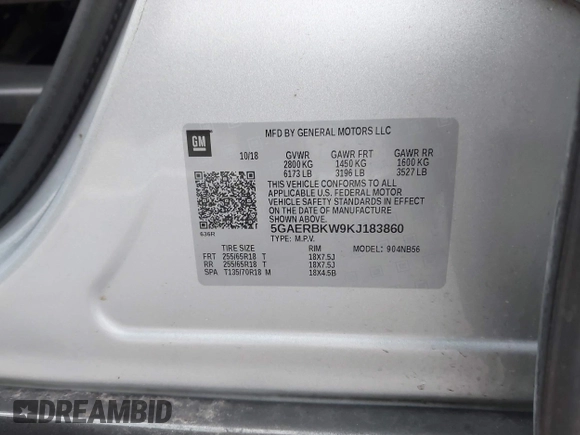 GM
MFD BY GENERAL MOTORS LLC
10/18 GVWR GAWR FRT GAWR RR
2800 KG 1450 KG 1600 KG
6173 LB 3196 LB 3527 LB
THIS VEHICLE CONFORMS TO ALL
APPLICABLE U.S. FEDERAL MOTOR
VEHICLE SAFETY STANDARDS IN EFFECT
ON THE DATE OF MANUFACTURE
SHOWN ABOVE.
636R
5GAERBKW9KJ183860
TYPE: M.P.V. MODEL: 904NB56
TIRE SIZE RIM
FRT 255/65R18 T 18X7.5J
RR 255/65R18 T 18X7.5J
SPA T135/70R18 M 18X4.5B
DREAMBID